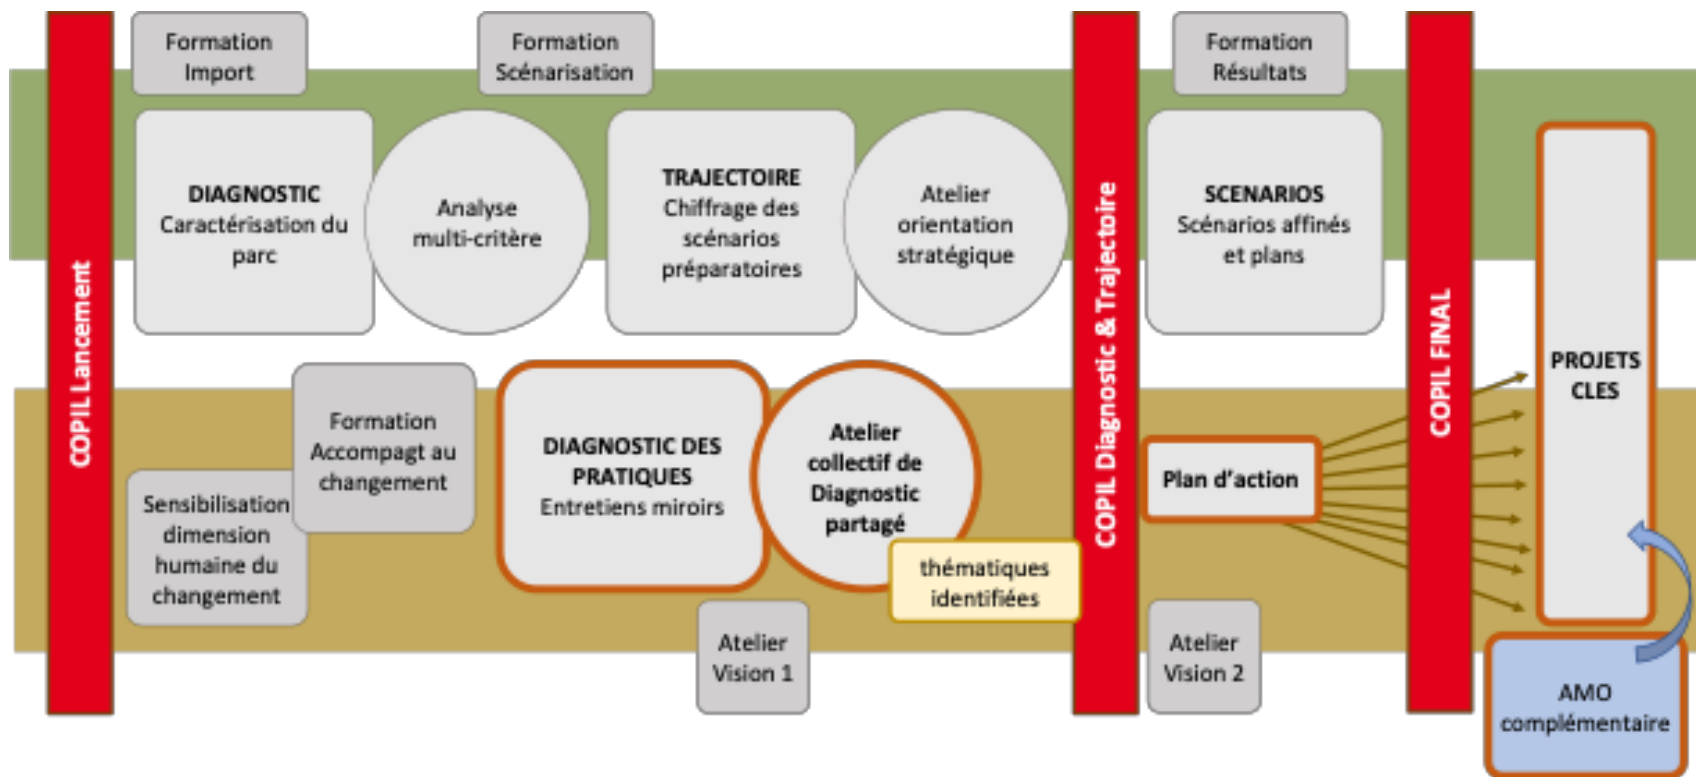 COPIL Lancement
Formation
Import
Formation
Scénarisation
DIAGNOSTIC
Caractérisation du
parc
Analyse
multi-critère
TRAJECTOIRE
Chiffrage des
scénarios
préparatoires
Atelier
orientation
stratégique
Sensibilisation
dimension
humaine du
changement
Formation
Accompagt au
changement
DIAGNOSTIC DES
PRATIQUES
Entretiens miroirs
Atelier
collectif de
Diagnostic
partagé
thématiques
identifiées
Atelier
Vision 1
COPIL Diagnostic & Trajectoire
Formation
Résultats
SCENARIOS
Scénarios affinés
et plans
Plan d’action
Atelier
Vision 2
COPIL FINAL
PROJETS
CLES
AMO
complémentaire